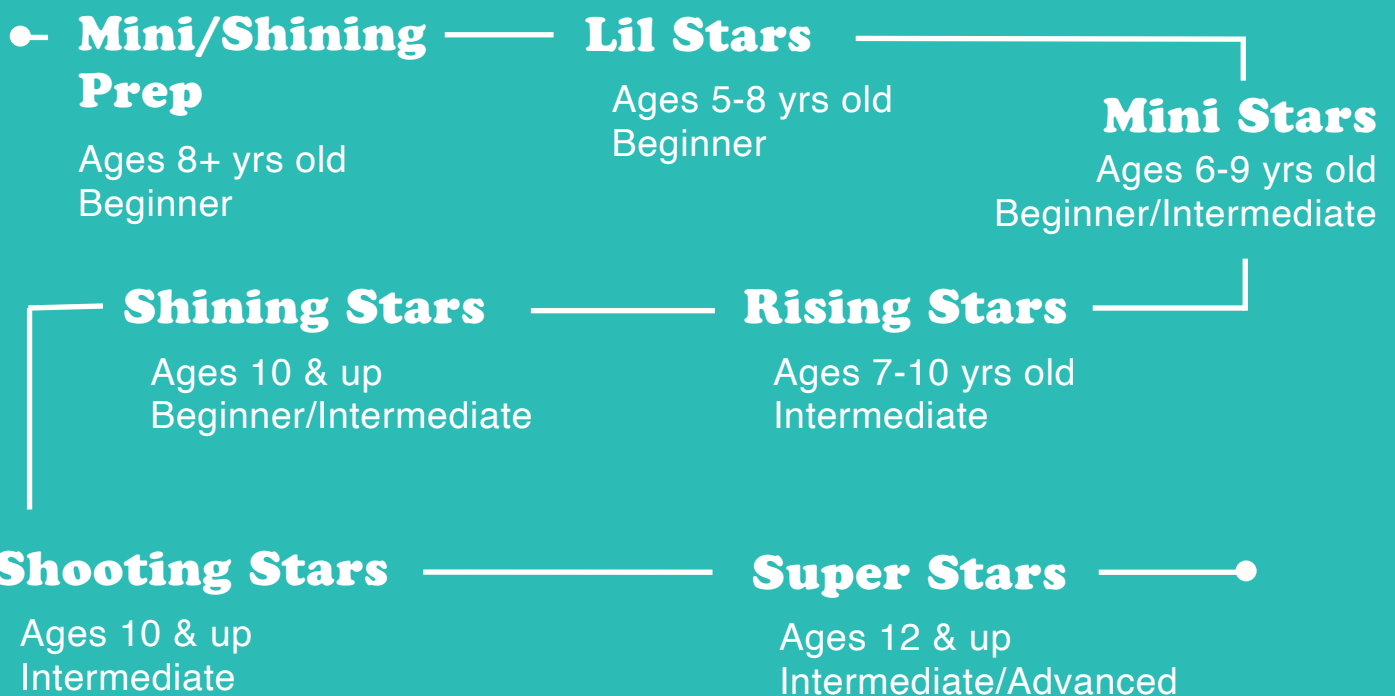 Mini/Shining
Prep
Ages 8+ yrs old
Beginner
Lil Stars
Ages 5-8 yrs old
Beginner
Mini Stars
Ages 6-9 yrs old
Beginner/Intermediate
Shining Stars
Ages 10 & up
Beginner/Intermediate
Rising Stars
Ages 7-10 yrs old
Intermediate
Shooting Stars
Ages 10 & up
Intermediate
Super Stars
Ages 12 & up
Intermediate/Advanced